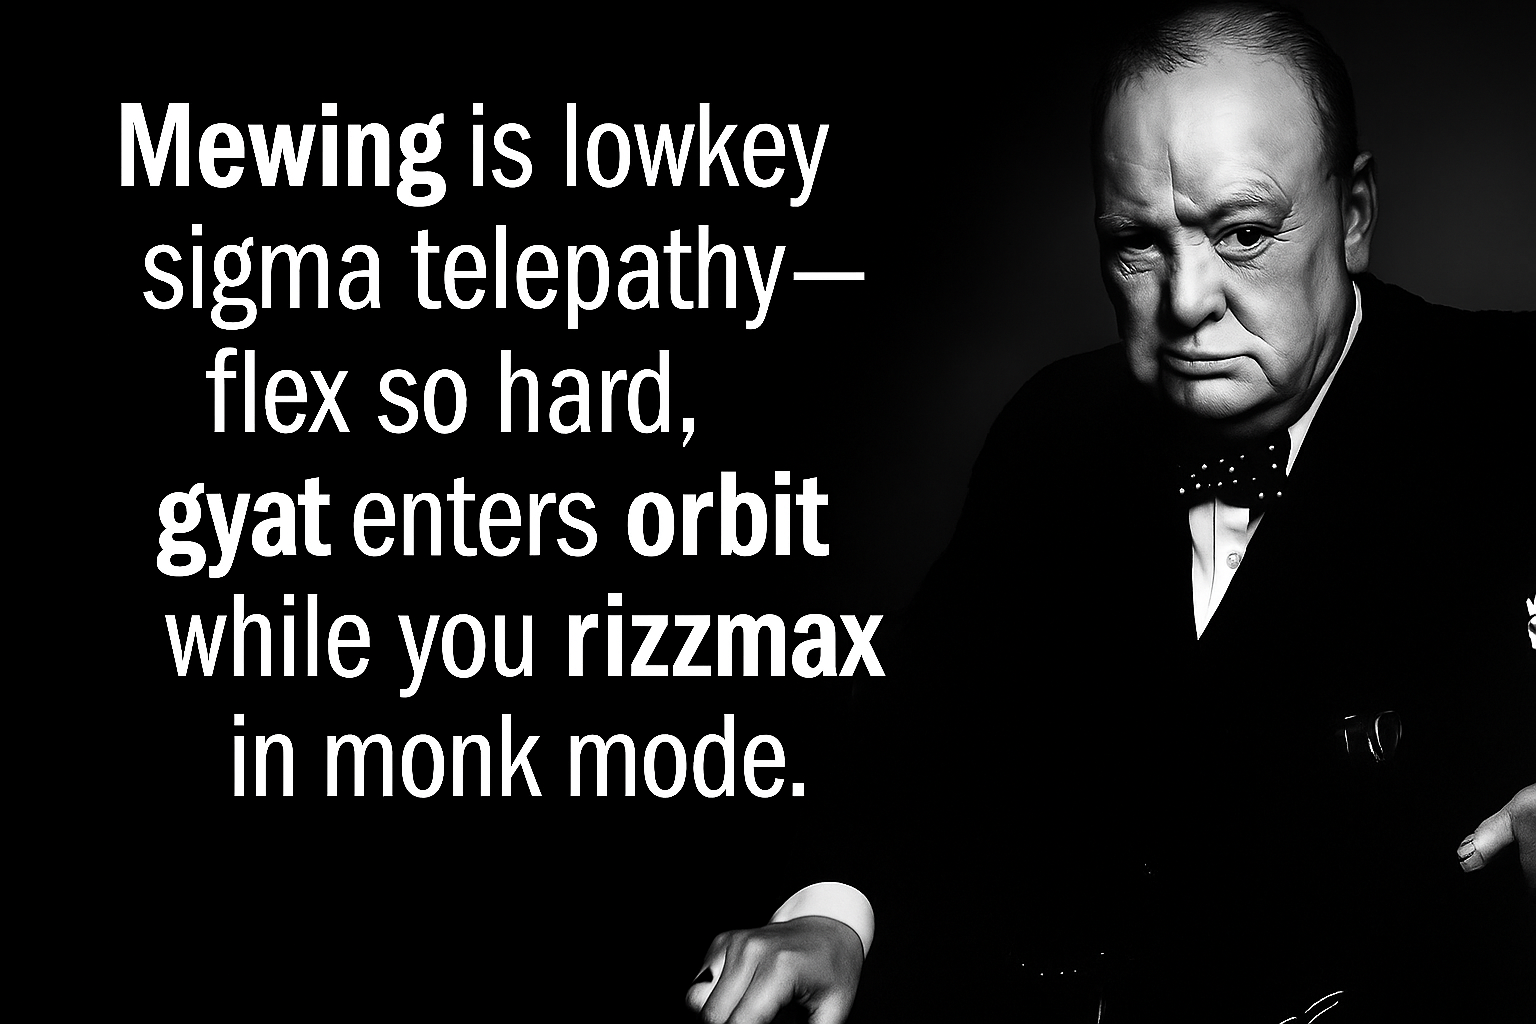 Mewing is lowkey
sigma telepathy—
flex so hard,
gyat enters orbit
while you rizzmax
in monk mode.